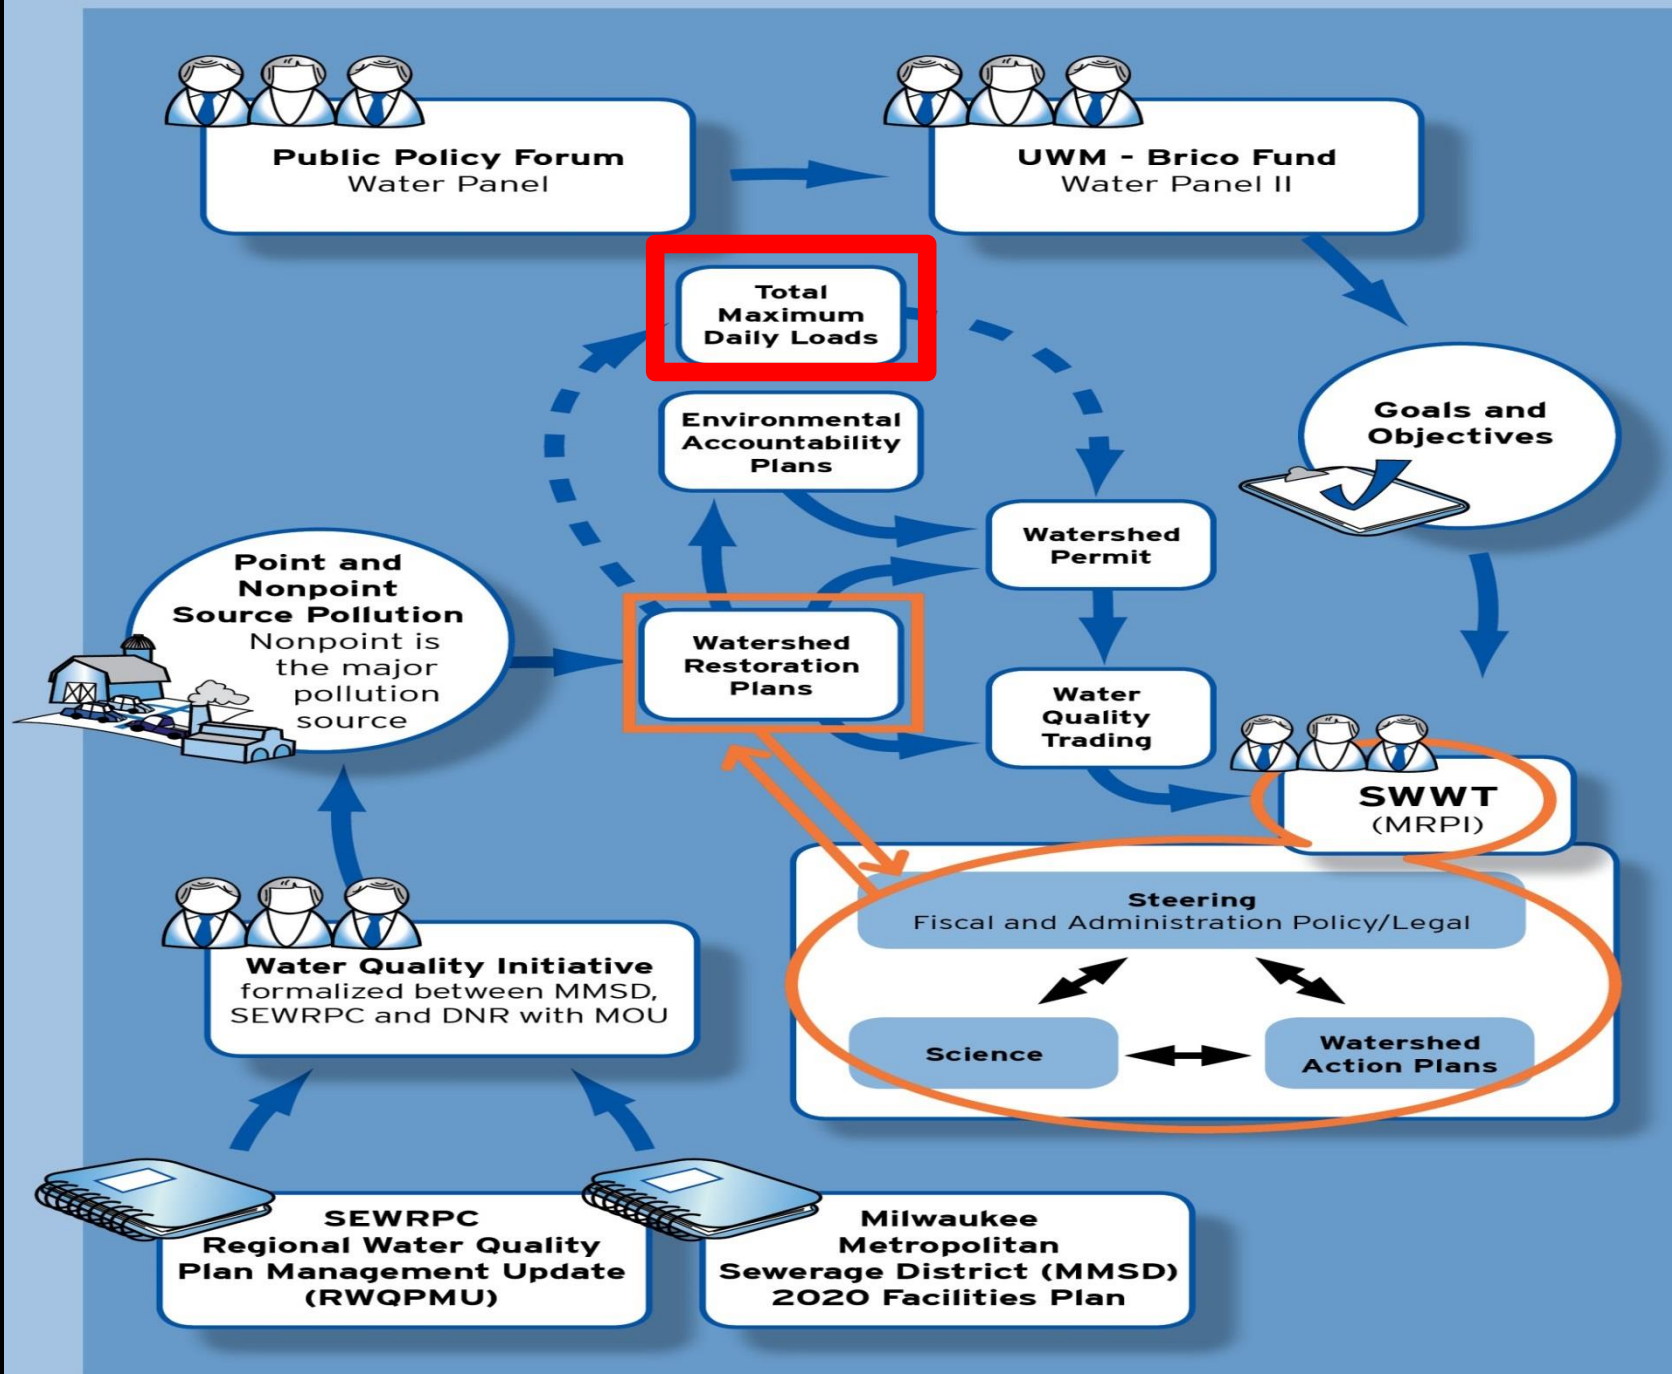 Public Policy Forum
Water Panel
UWM - Brico Fund
Water Panel II
Total
Maximum
Daily Loads
Environmental
Accountability
Plans
Goals and
Objectives
Watershed
Permit
Point and
Nonpoint
Source Pollution
Nonpoint is
the major
pollution
source
Watershed
Restoration
Plans
Water
Quality
Trading
SWWT
(MRPI)
Steering
Fiscal and Administration Policy/Legal
Science
Watershed
Action Plans
Water Quality Initiative
formalized between MMSD,
SEWRPC and DNR with MOU
SEWRPC
Regional Water Quality
Plan Management Update
(RWQPMU)
Milwaukee
Metropolitan
Sewerage District (MMSD)
2020 Facilities Plan